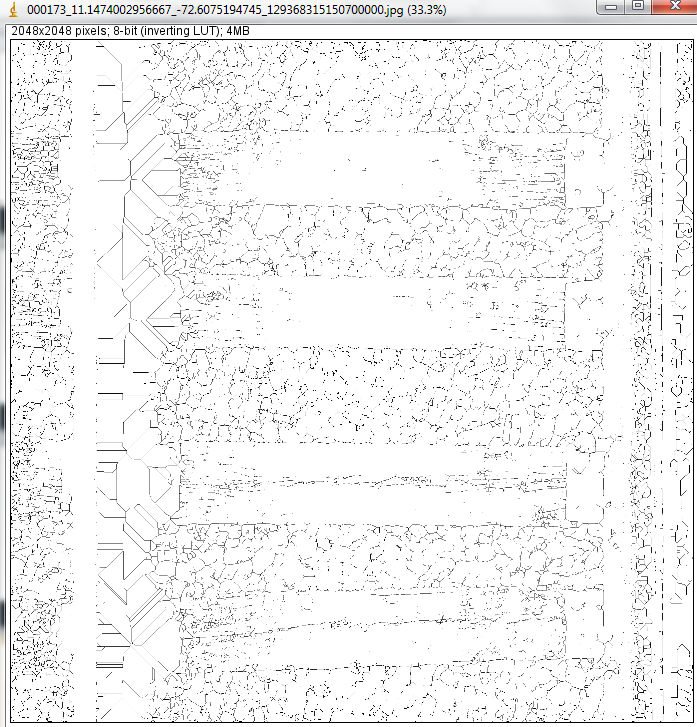 000173_11.1474002956667_-72.6075194745_129368315150700000.jpg (33.3%)
2048x2048 pixels; 8-bit (inverting LUT); 4MB